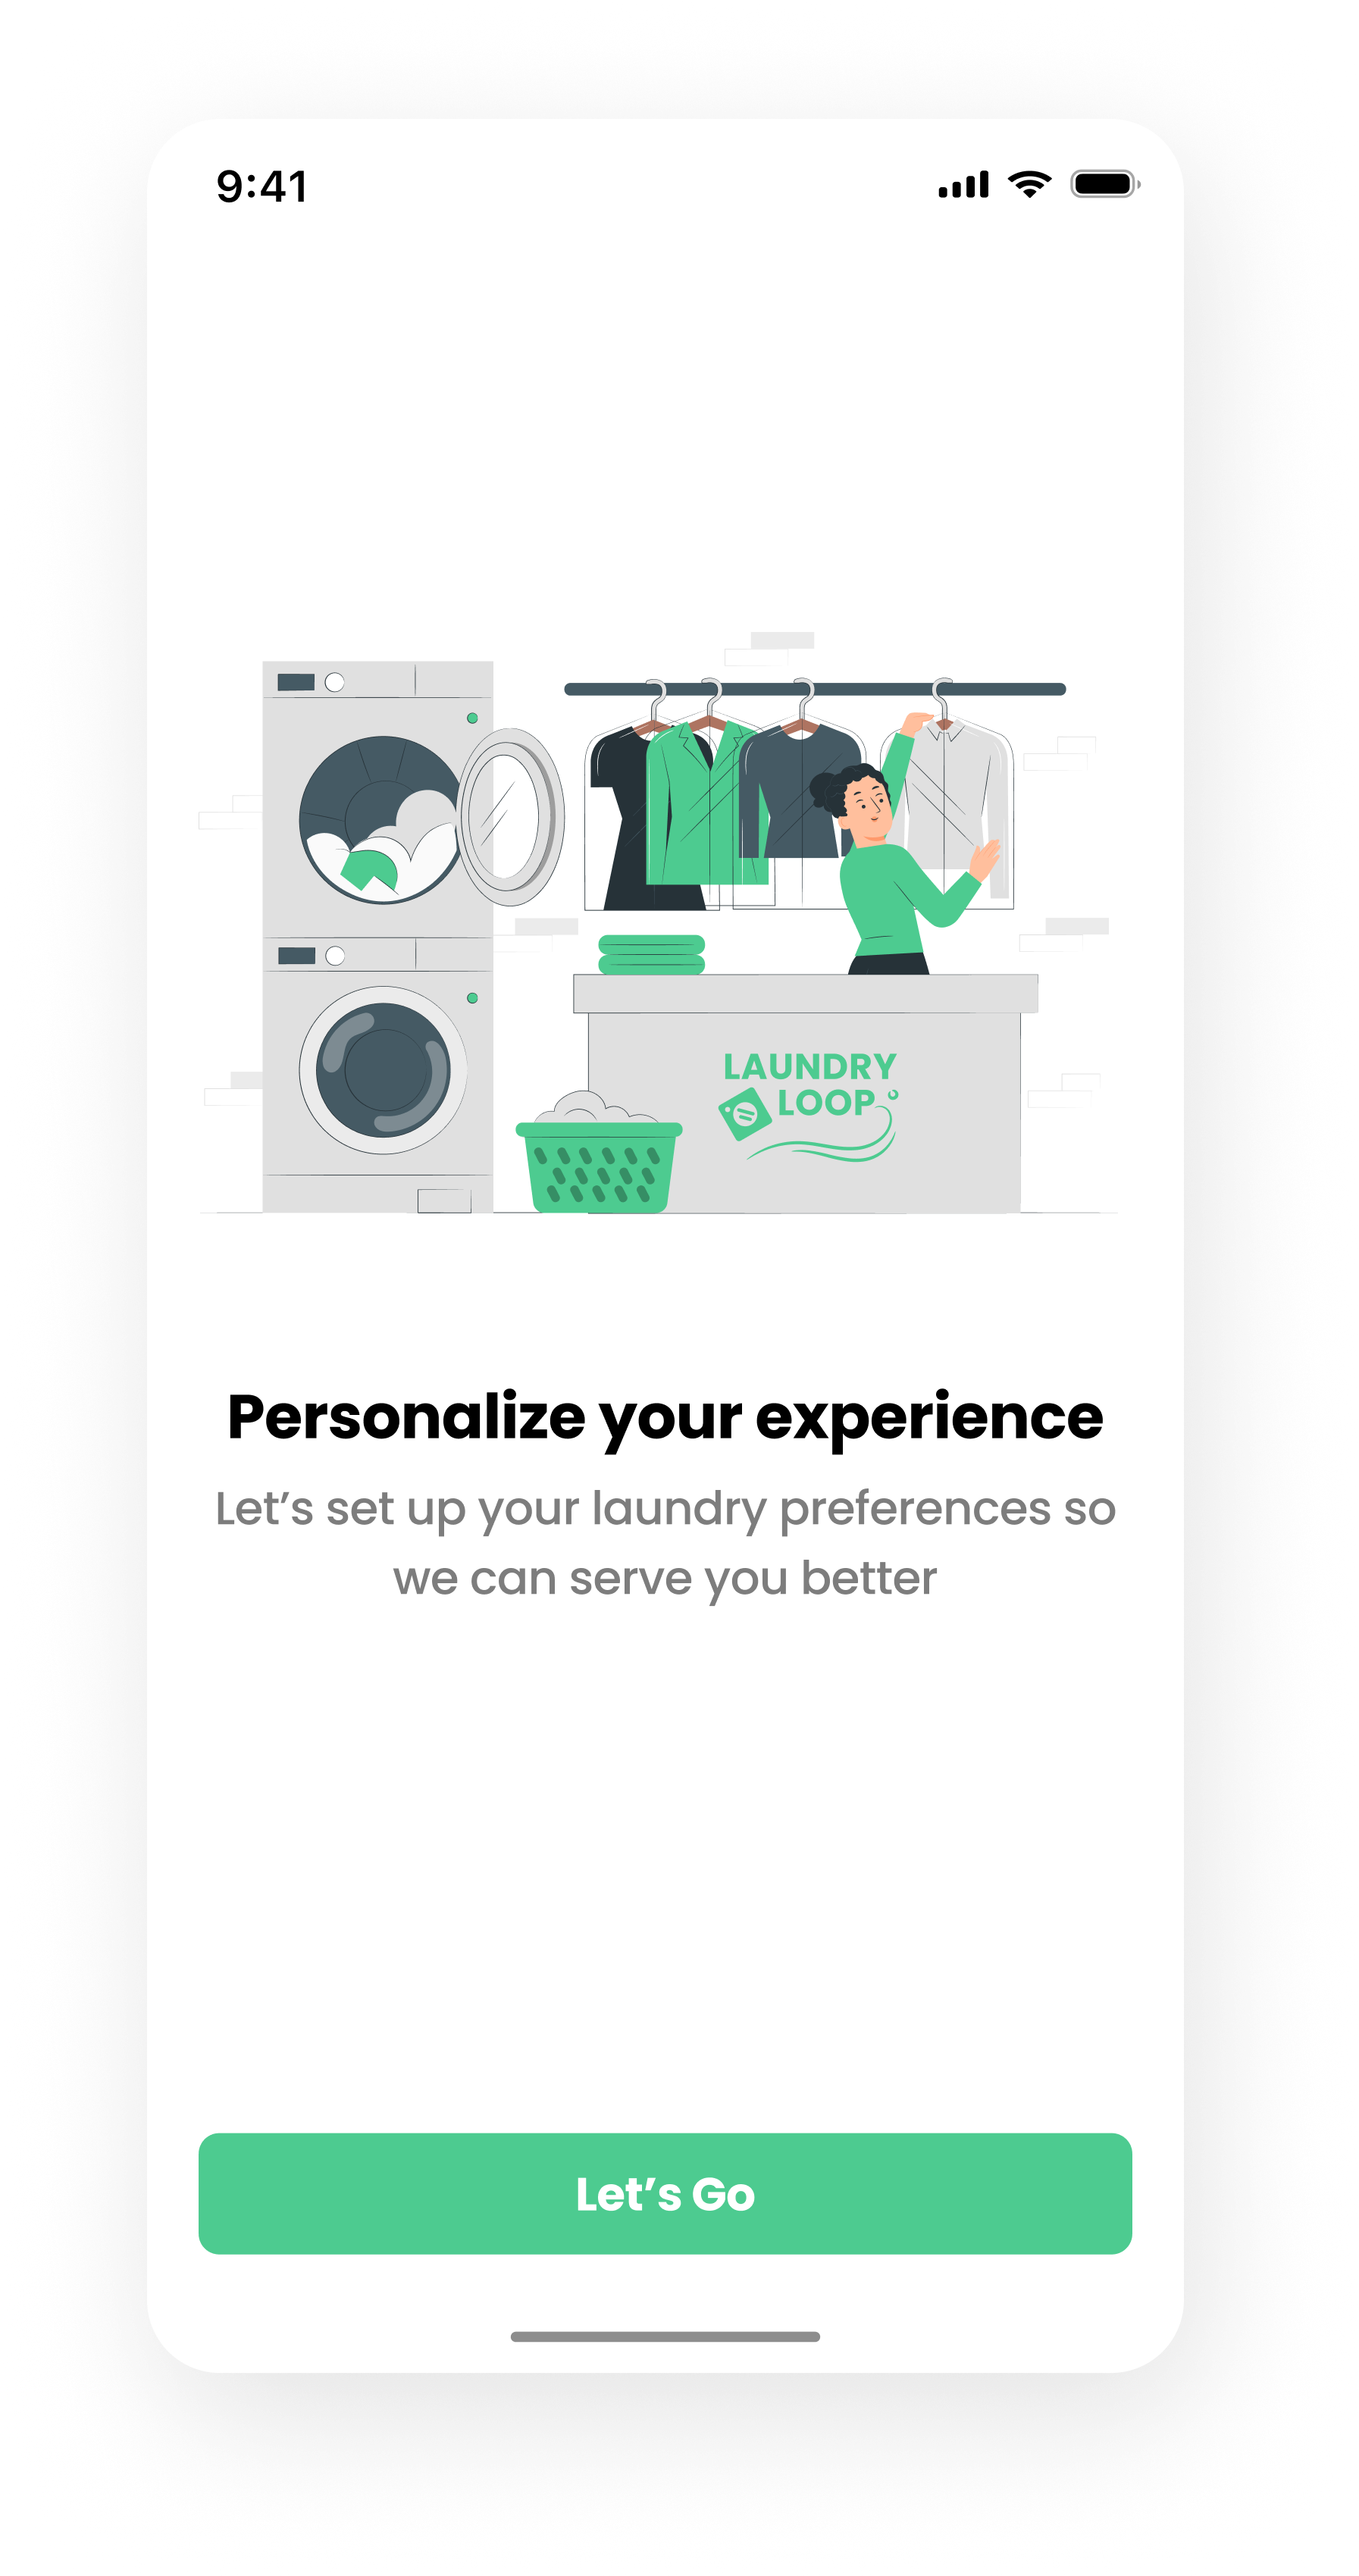 9:41
LAUNDRY
LOOP
Personalize your experience
Let’s set up your laundry preferences so
we can serve you better
Let’s Go